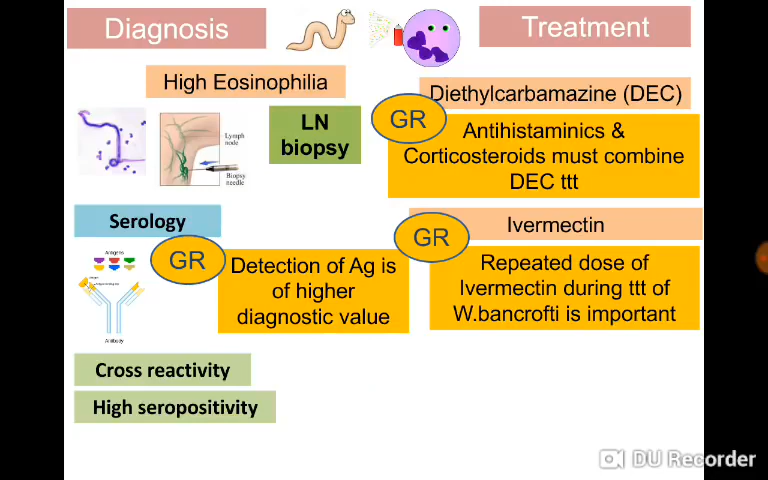 Diagnosis
Treatment
High Eosinophilia
LN
biopsy
Lymph
node
Biopsy
needle
Serology
GR
Detection of Ag is
of higher
diagnostic value
Antigens
Antibody
Cross reactivity
High seropositivity
Diethylcarbamazine (DEC)
GR
Antihistaminics &
Corticosteroids must combine
DEC ttt
Ivermectin
GR
Repeated dose of
Ivermectin during ttt of
W.bancrofti is important
DU Recorder